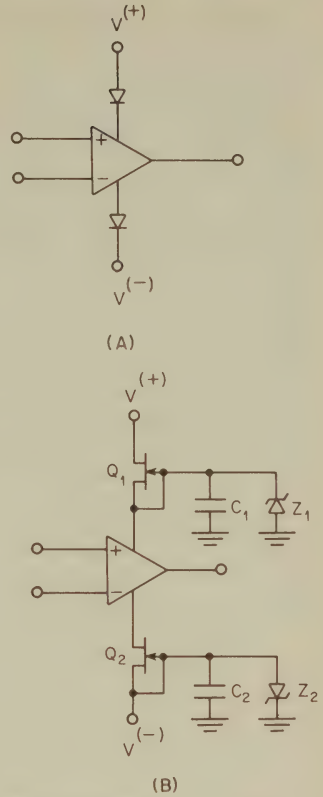 V(+)
+
−
V(−)
(A)
V(+)
Q1
C1
Z1
+
−
Q2
C2
Z2
V(−)
(B)